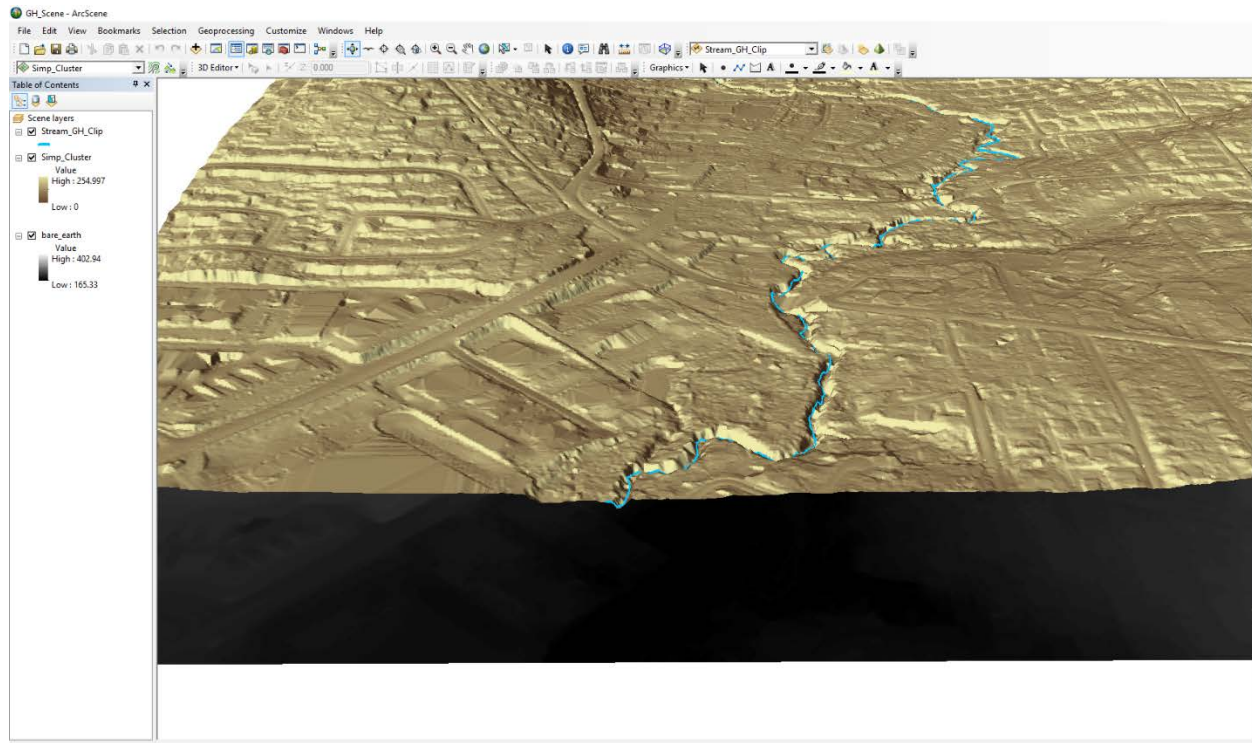 GH_Scene - ArcScene
File Edit View Bookmarks Selection Geoprocessing Customize Windows Help
Stream_GH_Clip
Simp_Cluster 3D Editor Z: 0.000 Graphics A A
Table of Contents
Scene layers
Stream_GH_Clip
Simp_Cluster
Value
High : 254.997
Low : 0
bare_earth
Value
High : 402.94
Low : 165.33